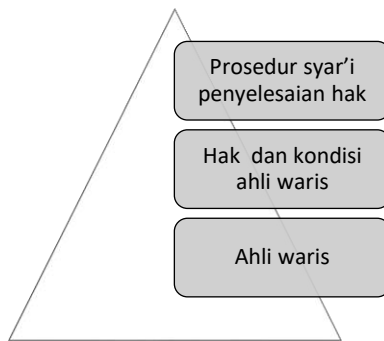 Prosedur syar’i
penyelesaian hak
Hak dan kondisi
ahli waris
Ahli waris